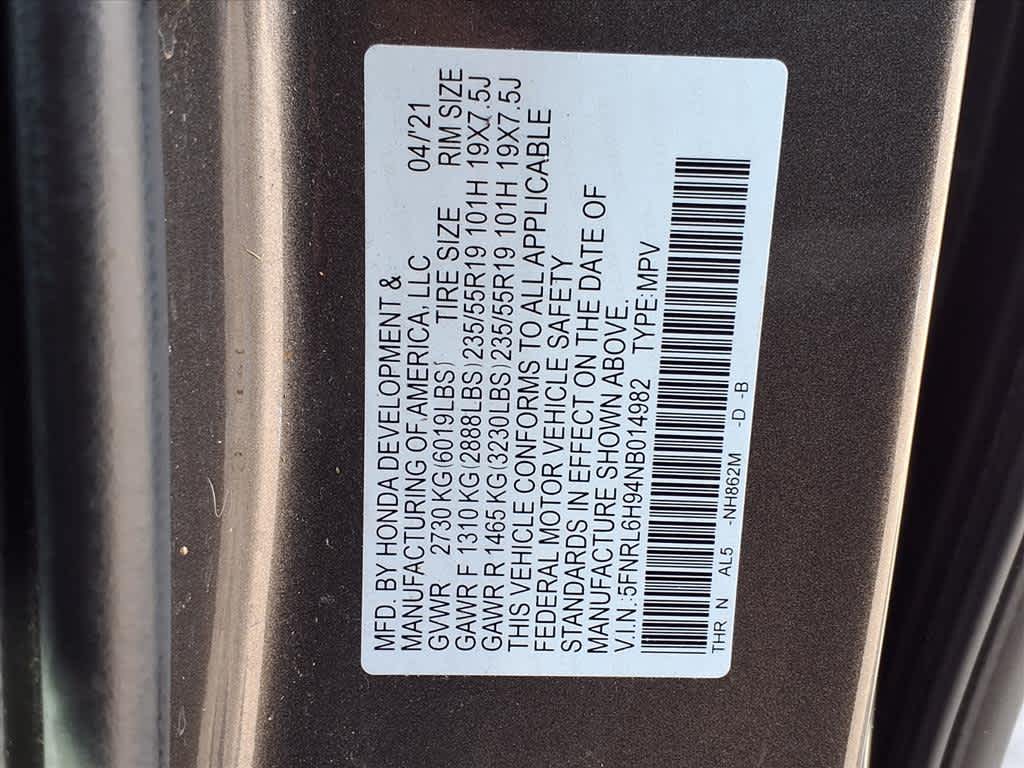 MFD. BY HONDA DEVELOPMENT &
MANUFACTURING OF AMERICA, LLC 04/'21
GVWR 2730 KG(6019LBS) TIRE SIZE RIM SIZE
GAWR F 1310 KG(2888LBS)235/55R19 101H 19X7.5J
GAWR R 1465 KG(3230LBS)235/55R19 101H 19X7.5J
THIS VEHICLE CONFORMS TO ALL APPLICABLE
FEDERAL MOTOR VEHICLE SAFETY
STANDARDS IN EFFECT ON THE DATE OF
MANUFACTURE SHOWN ABOVE.
V.I.N.:5FNRL6H94NB014982 TYPE:MPV
THR N AL5 -NH862M -D -B